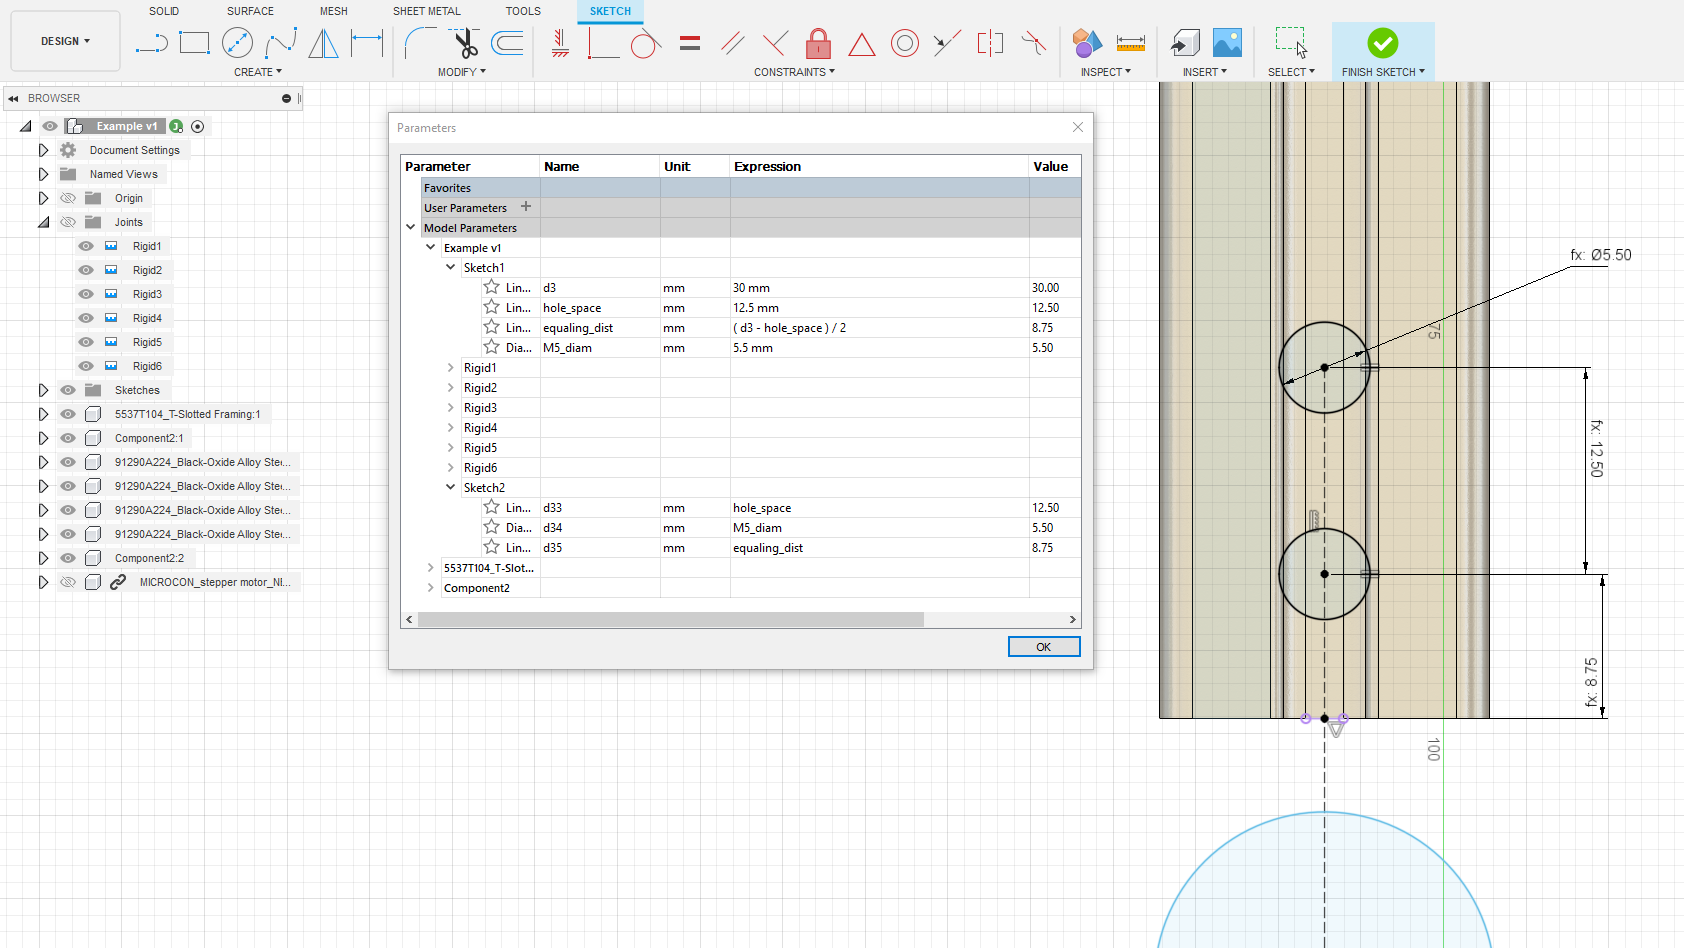 SOLID SURFACE MESH SHEET METAL TOOLS SKETCH
DESIGN
CREATE MODIFY CONSTRAINTS INSPECT INSERT SELECT FINISH SKETCH
BROWSER
Example v1
Document Settings
Named Views
Origin
Joints
Rigid1
Rigid2
Rigid3
Rigid4
Rigid5
Rigid6
Sketches
5537T104_T-Slotted Framing:1
Component2:1
91290A224_Black-Oxide Alloy Stee...
91290A224_Black-Oxide Alloy Stee...
91290A224_Black-Oxide Alloy Stee...
91290A224_Black-Oxide Alloy Stee...
Component2:2
MICROCON_stepper motor_NI...
Parameters
Parameter Name Unit Expression Value
Favorites
User Parameters +
Model Parameters
Example v1
Sketch1
Lin... d3 mm 30 mm 30.00
Lin... hole_space mm 12.5 mm 12.50
Lin... equaling_dist mm ( d3 - hole_space ) / 2 8.75
Dia... M5_diam mm 5.5 mm 5.50
Rigid1
Rigid2
Rigid3
Rigid4
Rigid5
Rigid6
Sketch2
Lin... d33 mm hole_space 12.50
Dia... d34 mm M5_diam 5.50
Lin... d35 mm equaling_dist 8.75
5537T104_T-Slot...
Component2
OK
fx: Ø5.50
75
fx: 12.50
fx: 8.75
100